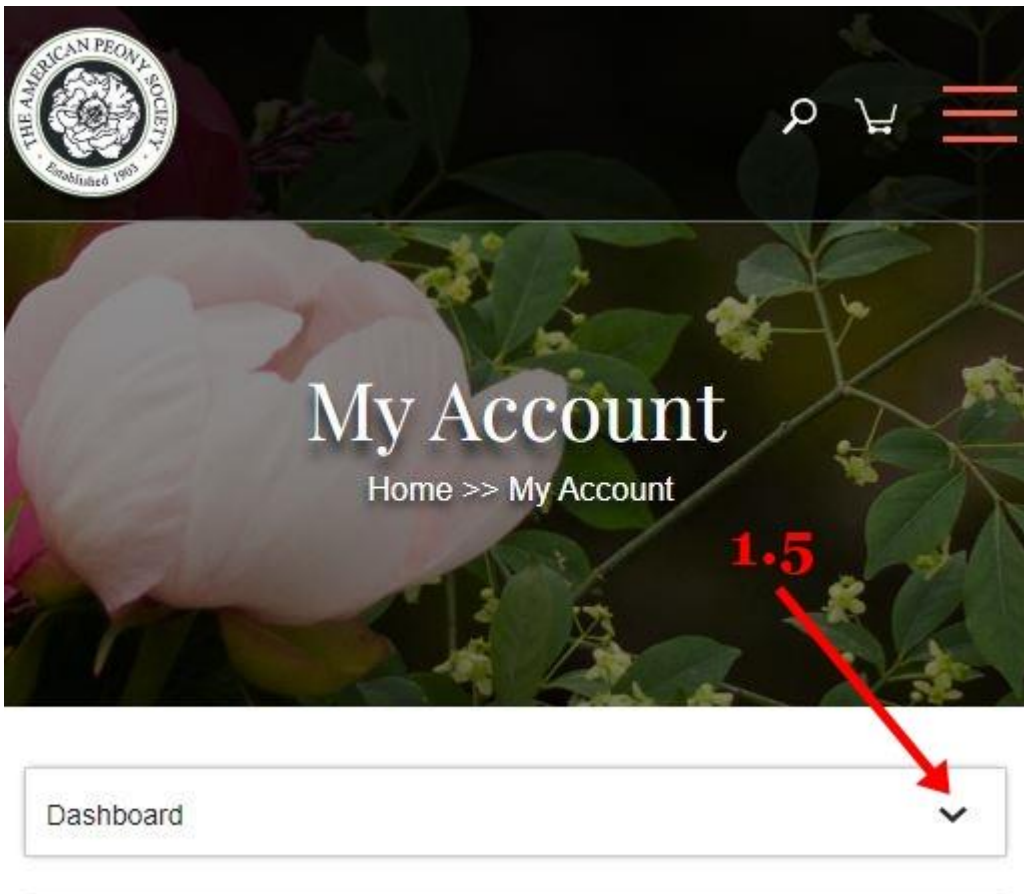 THE AMERICAN PEONY SOCIETY
· Established 1903 ·
My Account
Home >> My Account
1.5
Dashboard